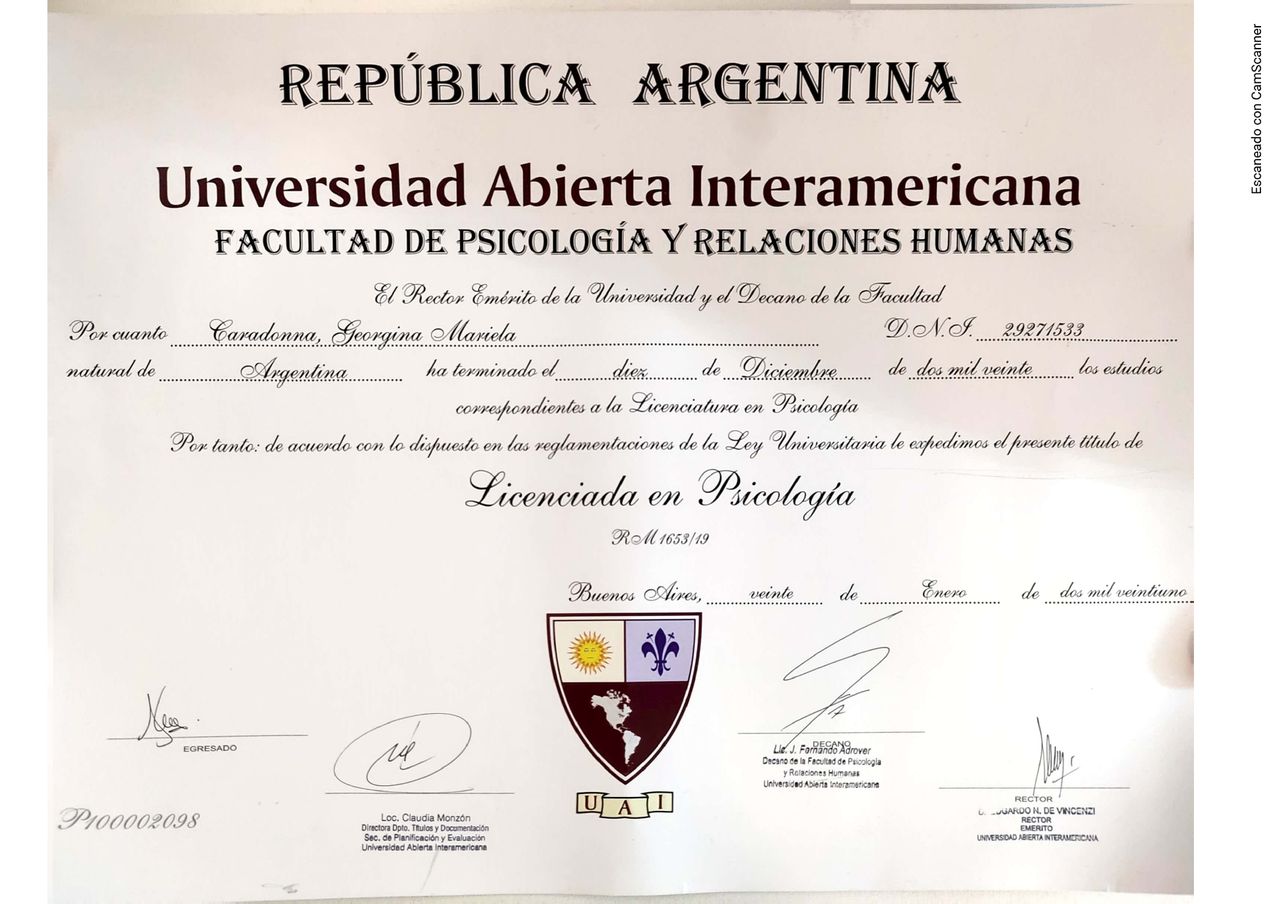 REPÚBLICA ARGENTINA
Universidad Abierta Interamericana
FACULTAD DE PSICOLOGÍA Y RELACIONES HUMANAS
El Rector Emérito de la Universidad y el Decano de la Facultad
Por cuanto Caradonna, Georgina Mariela D.N.I. 29271533
natural de Argentina ha terminado el diez de Diciembre de dos mil veinte los estudios
correspondientes a la Licenciatura en Psicología
Por tanto: de acuerdo con lo dispuesto en las reglamentaciones de la Ley Universitaria le expedimos el presente título de
Licenciada en Psicología
RM 1653/19
Buenos Aires, veinte de Enero de dos mil veintiuno
EGRESADO
DECANO
Lic. J. Fernando Adrover
Decano de la Facultad de Psicología
y Relaciones Humanas
Universidad Abierta Interamericana
RECTOR
EDGARDO N. DE VINCENZI
RECTOR
EMERITO
UNIVERSIDAD ABIERTA INTERAMERICANA
UAI
P100002098
Loc. Claudia Monzón
Directora Dpto. Títulos y Documentación
Sec. de Planificación y Evaluación
Universidad Abierta Interamericana
Escaneado con CamScanner